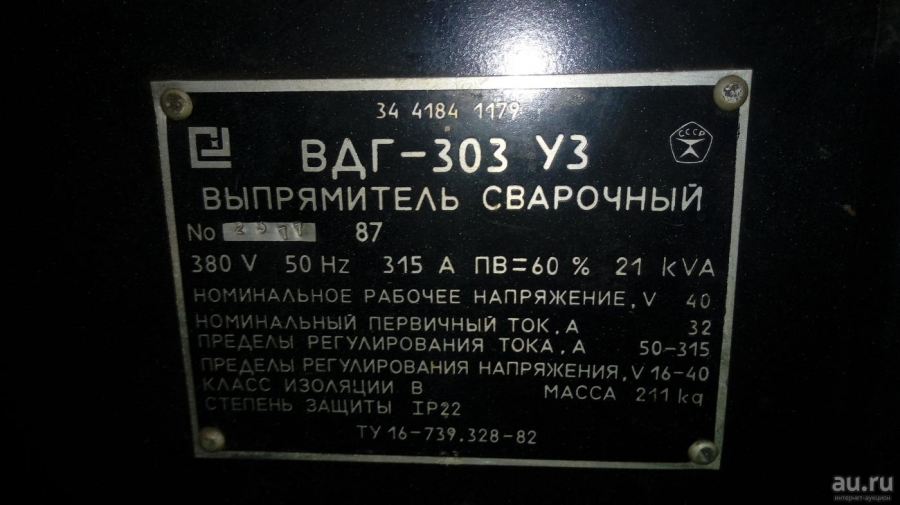 34 4184 1179
СССР
ВДГ-303 У3
ВЫПРЯМИТЕЛЬ СВАРОЧНЫЙ
No 87
380 V 50 Hz 315 А ПВ=60 % 21 kVA
НОМИНАЛЬНОЕ РАБОЧЕЕ НАПРЯЖЕНИЕ, V 40
НОМИНАЛЬНЫЙ ПЕРВИЧНЫЙ ТОК, А 32
ПРЕДЕЛЫ РЕГУЛИРОВАНИЯ ТОКА, А 50-315
ПРЕДЕЛЫ РЕГУЛИРОВАНИЯ НАПРЯЖЕНИЯ, V 16-40
КЛАСС ИЗОЛЯЦИИ В МАССА 211 kg
СТЕПЕНЬ ЗАЩИТЫ IP22
ТУ 16-739.328-82
au.ru
интернет-аукцион